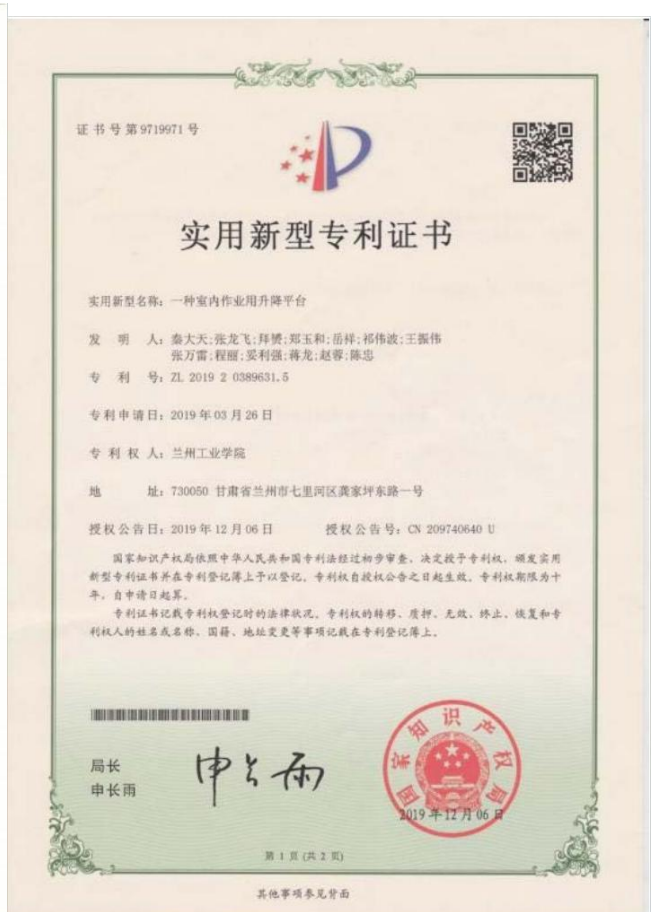 证书号第9719971号
实用新型专利证书
实用新型名称：一种室内作业用升降平台
发明人：秦大天;张龙飞;拜赟;郑玉和;岳祥;祁伟波;王振伟
张万雷;程丽;妥利强;蒋龙;赵蓉;陈忠
专利号：ZL 2019 2 0389631.5
专利申请日：2019年03月26日
专利权人：兰州工业学院
地址：730050 甘肃省兰州市七里河区龚家坪东路一号
授权公告日：2019年12月06日 授权公告号：CN 209740640 U
国家知识产权局依照中华人民共和国专利法经过初步审查，决定授予专利权，颁发实用
新型专利证书并在专利登记簿上予以登记。专利权自授权公告之日起生效。专利权期限为十
年，自申请日起算。
专利证书记载专利权登记时的法律状况。专利权的转移、质押、无效、终止、恢复和专
利权人的姓名或名称、国籍、地址变更等事项记载在专利登记簿上。
局长
申长雨
申长雨
国家知识产权局
2019年12月06日
第1页(共2页)
其他事项参见背面